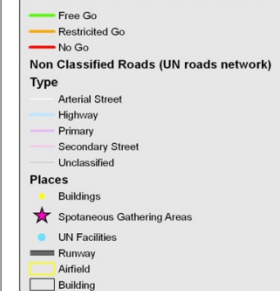 Free Go
Restricited Go
No Go
Non Classified Roads (UN roads network)
Type
Arterial Street
Highway
Primary
Secondary Street
Unclassified
Places
Buildings
Spotaneous Gathering Areas
UN Facilities
Runway
Airfield
Building